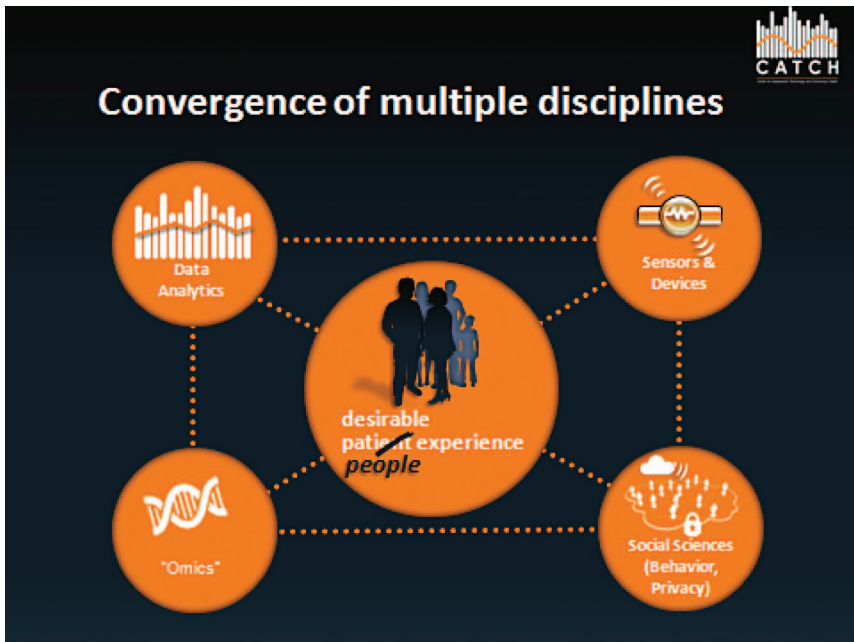 CATCH
Convergence of multiple disciplines
Data
Analytics
Sensors &
Devices
desirable
patient experience
people
"Omics"
Social Sciences
(Behavior,
Privacy)